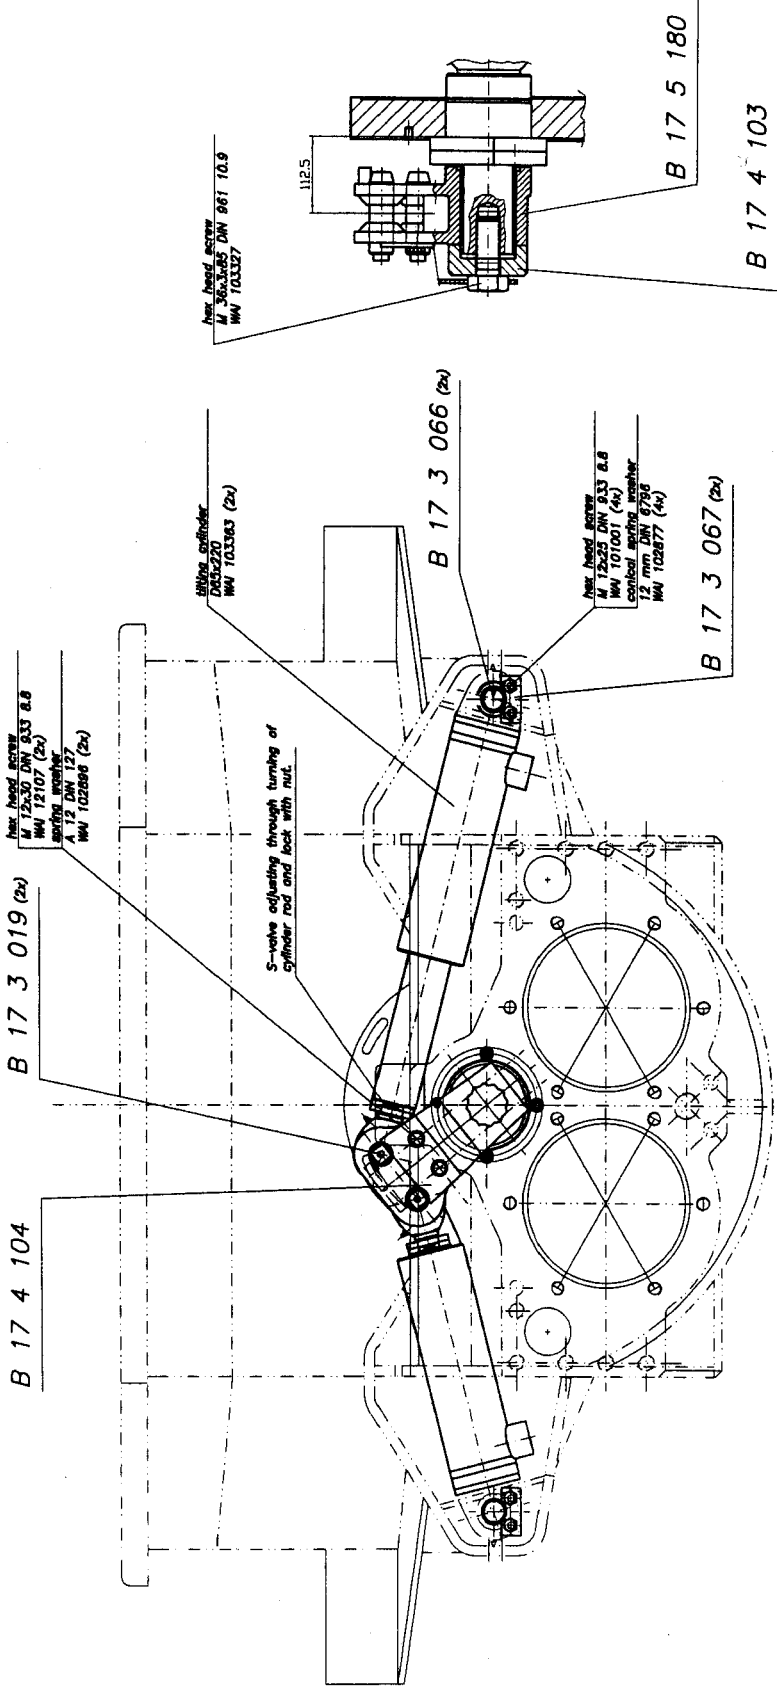 B 17 4 104
B 17 3 019 (2x)
hex head screw
M 12x30 DIN 933 8.8
WAI 12107 (2x)
spring washer
A 12 DIN 127
WAI 102696 (2x)
S-valve adjusting through turning of
cylinder rod and lock with nut.
tilting cylinder
D85x220
WAI 103363 (2x)
B 17 3 066 (2x)
hex head screw
M 12x25 DIN 933 8.8
WAI 101001 (4x)
conical spring washer
12 mm DIN 6796
WAI 102677 (4x)
B 17 3 067 (2x)
hex head screw
M 36x3x85 DIN 961 10.9
WAI 103327
112.5
B 17 5 180
B 17 4 103